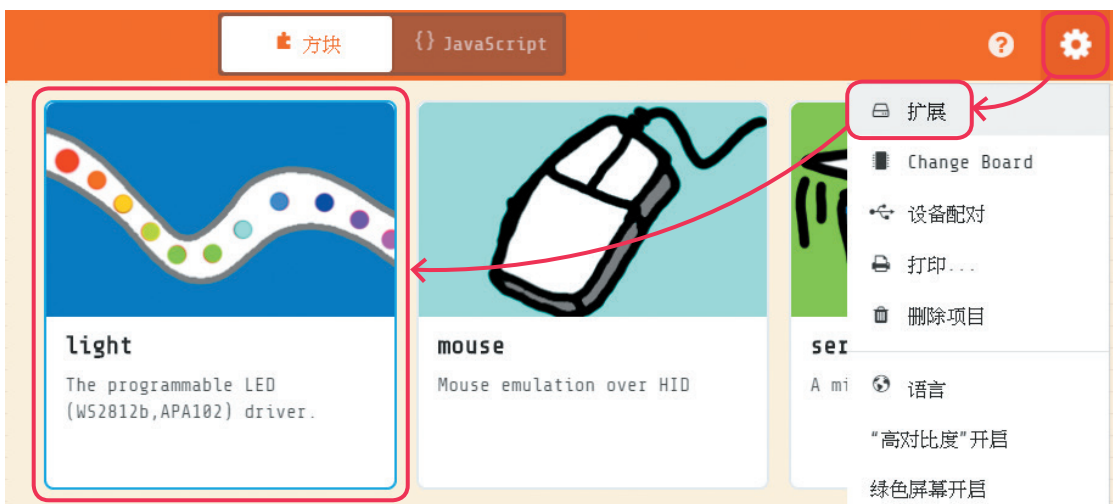 方块
{} JavaScript
?
扩展
Change Board
设备配对
打印...
删除项目
语言
“高对比度”开启
绿色屏幕开启
light
The programmable LED
(WS2812b,APA102) driver.
mouse
Mouse emulation over HID
ser
A mi